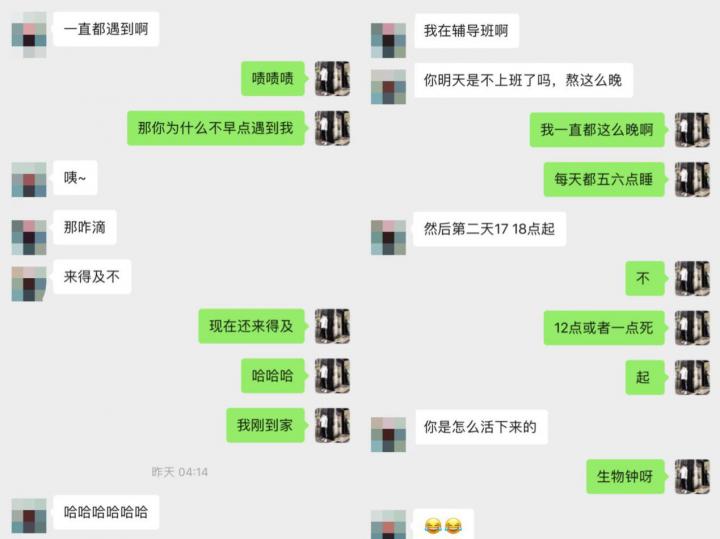 一直都遇到啊
啧啧啧
那你为什么不早点遇到我
咦~
那咋滴
来得及不
现在还来得及
哈哈哈
我刚到家
昨天 04:14
哈哈哈哈哈哈
我在辅导班啊
你明天是不上班了吗，熬这么晚
我一直都这么晚啊
每天都五六点睡
然后第二天17 18点起
不
12点或者一点死
起
你是怎么活下来的
生物钟呀
😂😂